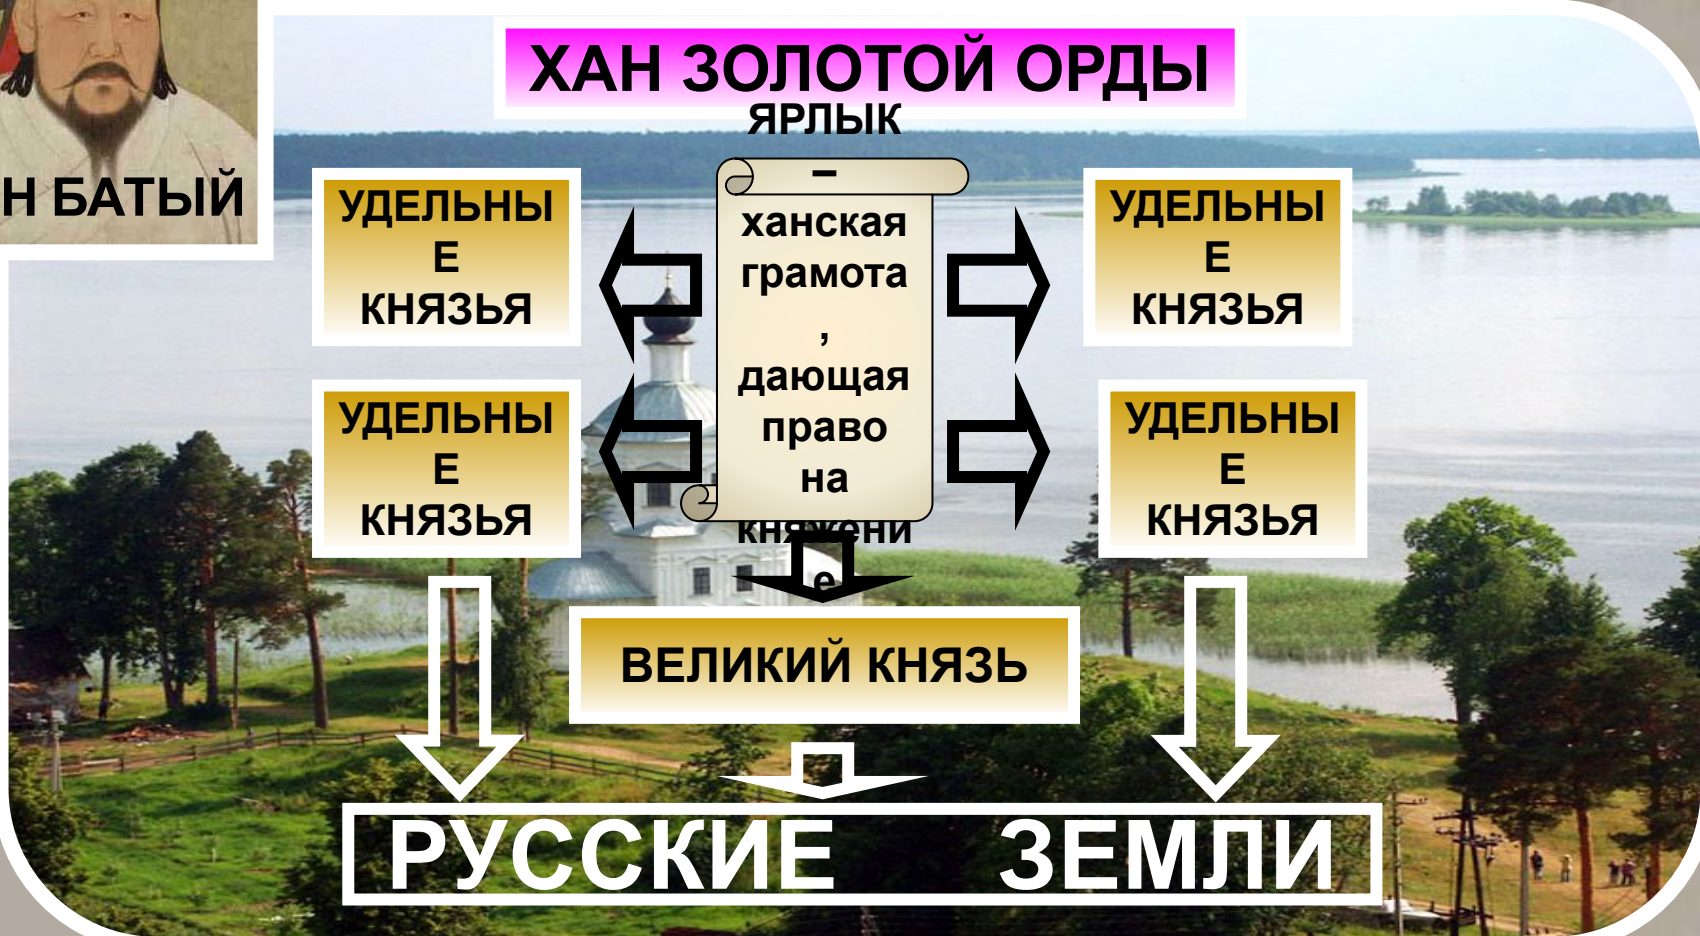 ХАН ЗОЛОТОЙ ОРДЫ
Н БАТЫЙ
ЯРЛЫК
–
ханская
грамота
,
дающая
право
на
княжени
е
УДЕЛЬНЫ
Е
КНЯЗЬЯ
УДЕЛЬНЫ
Е
КНЯЗЬЯ
УДЕЛЬНЫ
Е
КНЯЗЬЯ
УДЕЛЬНЫ
Е
КНЯЗЬЯ
ВЕЛИКИЙ КНЯЗЬ
РУССКИЕ ЗЕМЛИ